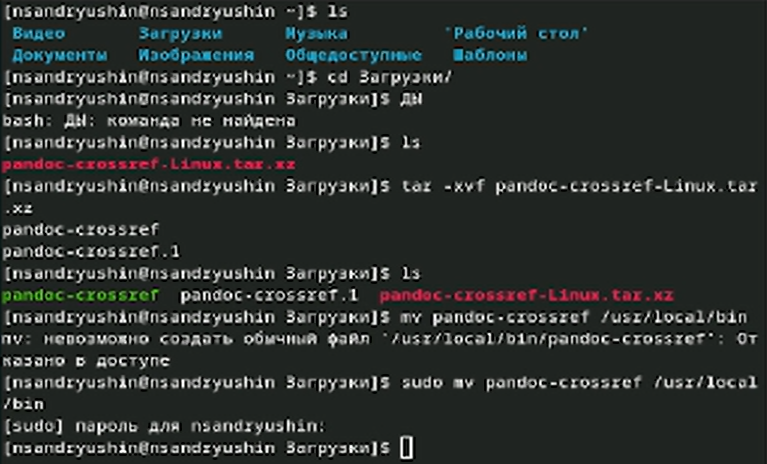 [nsandryushin@nsandryushin ~]$ ls
Видео Загрузки Музыка 'Рабочий стол'
Документы Изображения Общедоступные Шаблоны
[nsandryushin@nsandryushin ~]$ cd Загрузки/
[nsandryushin@nsandryushin Загрузки]$ ДЫ
bash: ДЫ: команда не найдена
[nsandryushin@nsandryushin Загрузки]$ ls
pandoc-crossref-Linux.tar.xz
[nsandryushin@nsandryushin Загрузки]$ tar -xvf pandoc-crossref-Linux.tar
.xz
pandoc-crossref
pandoc-crossref.1
[nsandryushin@nsandryushin Загрузки]$ ls
pandoc-crossref pandoc-crossref.1 pandoc-crossref-Linux.tar.xz
[nsandryushin@nsandryushin Загрузки]$ mv pandoc-crossref /usr/local/bin
mv: невозможно создать обычный файл '/usr/local/bin/pandoc-crossref': От
казано в доступе
[nsandryushin@nsandryushin Загрузки]$ sudo mv pandoc-crossref /usr/local
/bin
[sudo] пароль для nsandryushin:
[nsandryushin@nsandryushin Загрузки]$